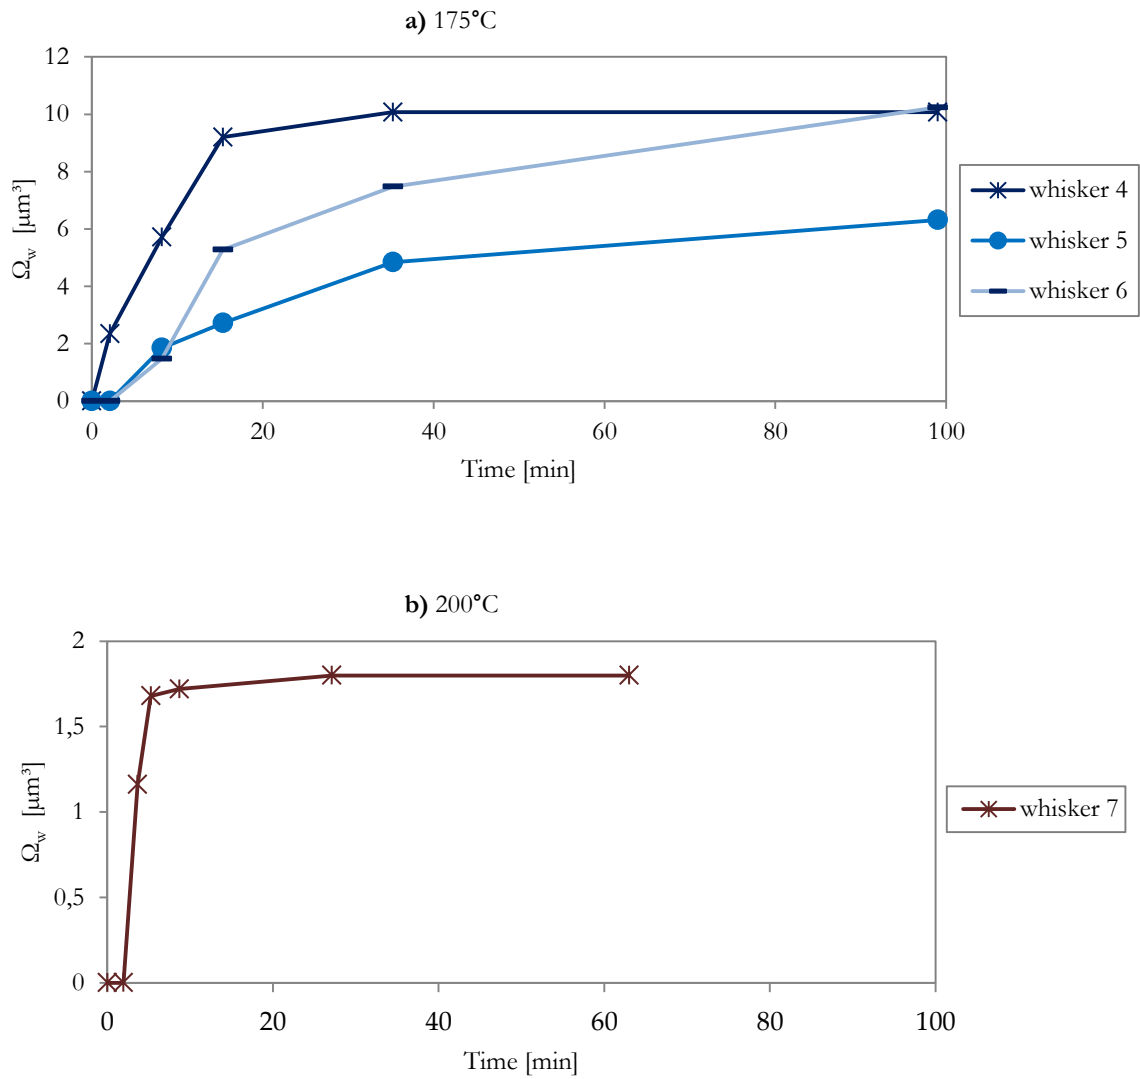 a) 175°C
12
10
8
6
4
2
0
Ω_w [µm³]
0 20 40 60 80 100
Time [min]
whisker 4
whisker 5
whisker 6
b) 200°C
2
1,5
1
0,5
0
Ω_w [µm³]
0 20 40 60 80 100
Time [min]
whisker 7